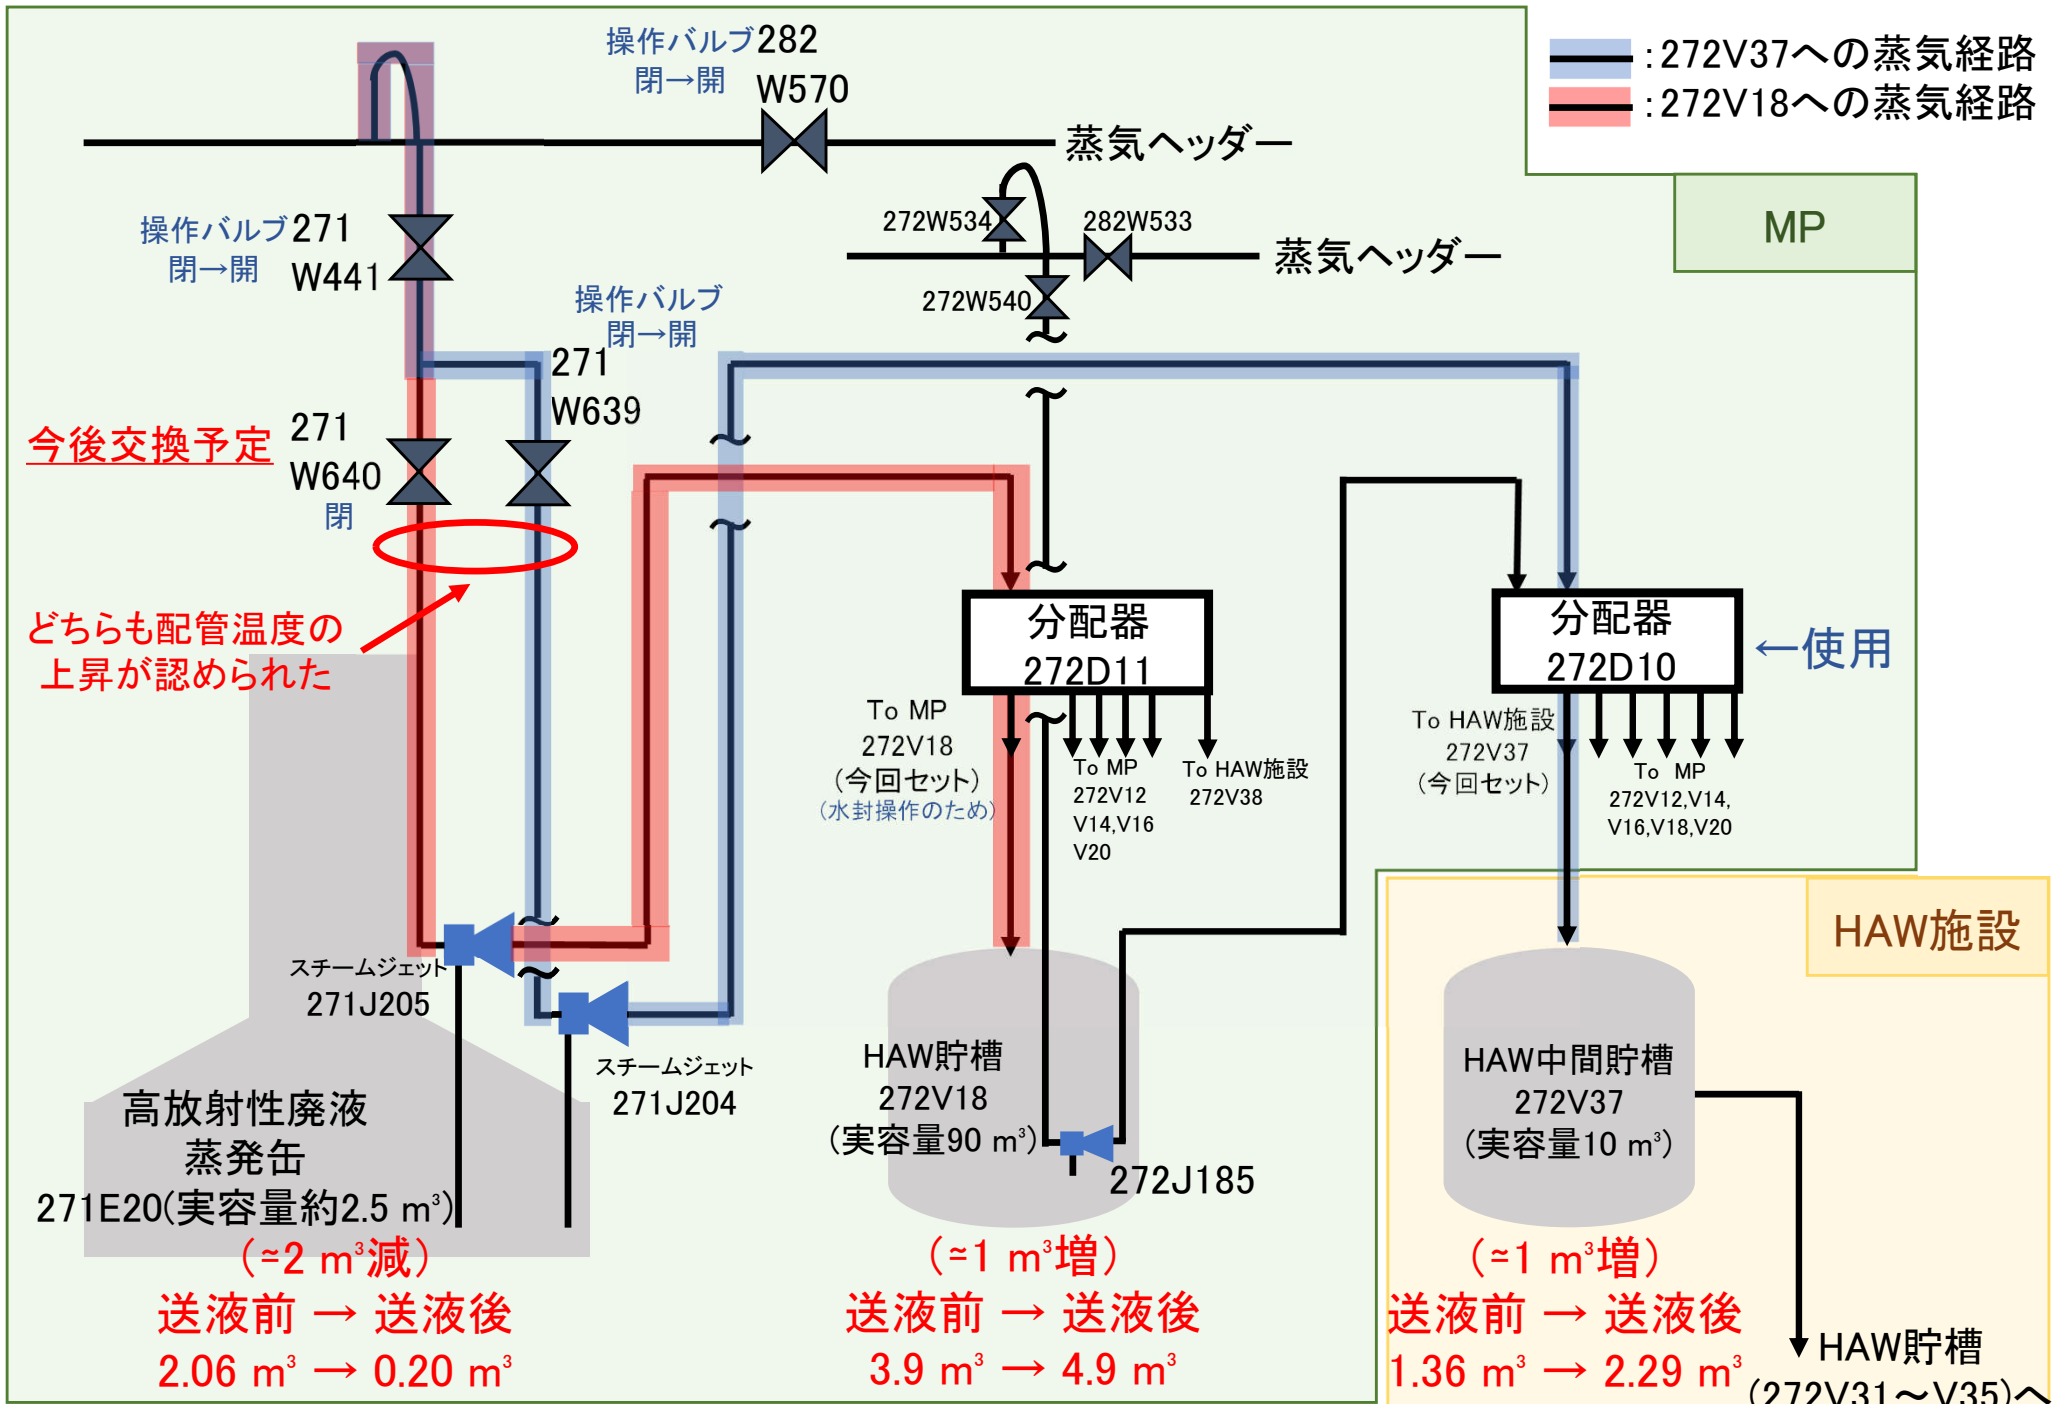 操作バルブ 282
閉→開 W570
:272V37への蒸気経路
:272V18への蒸気経路
蒸気ヘッダー
MP
操作バルブ 271
閉→開 W441
272W534
282W533
蒸気ヘッダー
272W540
操作バルブ
閉→開
271
W639
今後交換予定
271
W640
閉
どちらも配管温度の
上昇が認められた
分配器
272D11
分配器
272D10
←使用
To MP
272V18
(今回セット)
(水封操作のため)
To MP
272V12
V14,V16
V20
To HAW施設
272V38
To HAW施設
272V37
(今回セット)
To MP
272V12,V14,
V16,V18,V20
HAW施設
スチームジェット
271J205
スチームジェット
271J204
高放射性廃液
蒸発缶
271E20(実容量約2.5 m³)
HAW貯槽
272V18
(実容量90 m³)
272J185
HAW中間貯槽
272V37
(実容量10 m³)
(≃2 m³減)
送液前 → 送液後
2.06 m³ → 0.20 m³
(≃1 m³増)
送液前 → 送液後
3.9 m³ → 4.9 m³
(≃1 m³増)
送液前 → 送液後
1.36 m³ → 2.29 m³
HAW貯槽
(272V31～V35)へ